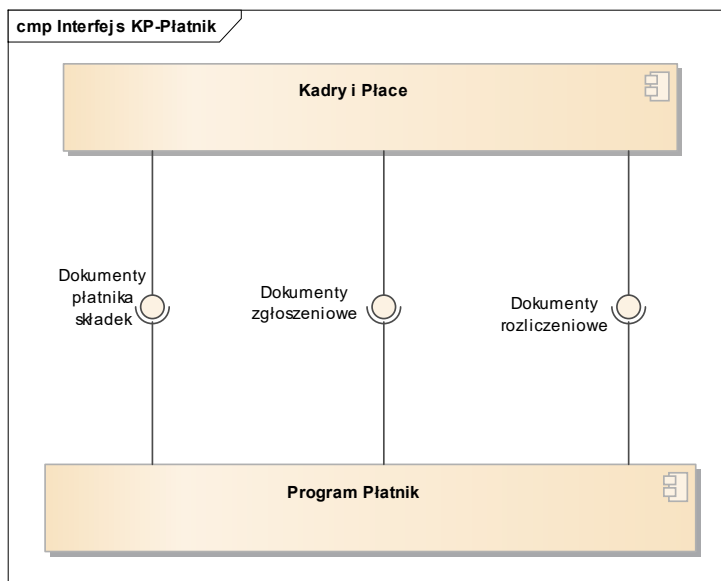 cmp Interfejs KP-Płatnik
Kadry i Płace
Dokumenty
płatnika
składek
Dokumenty
zgłoszeniowe
Dokumenty
rozliczeniowe
Program Płatnik